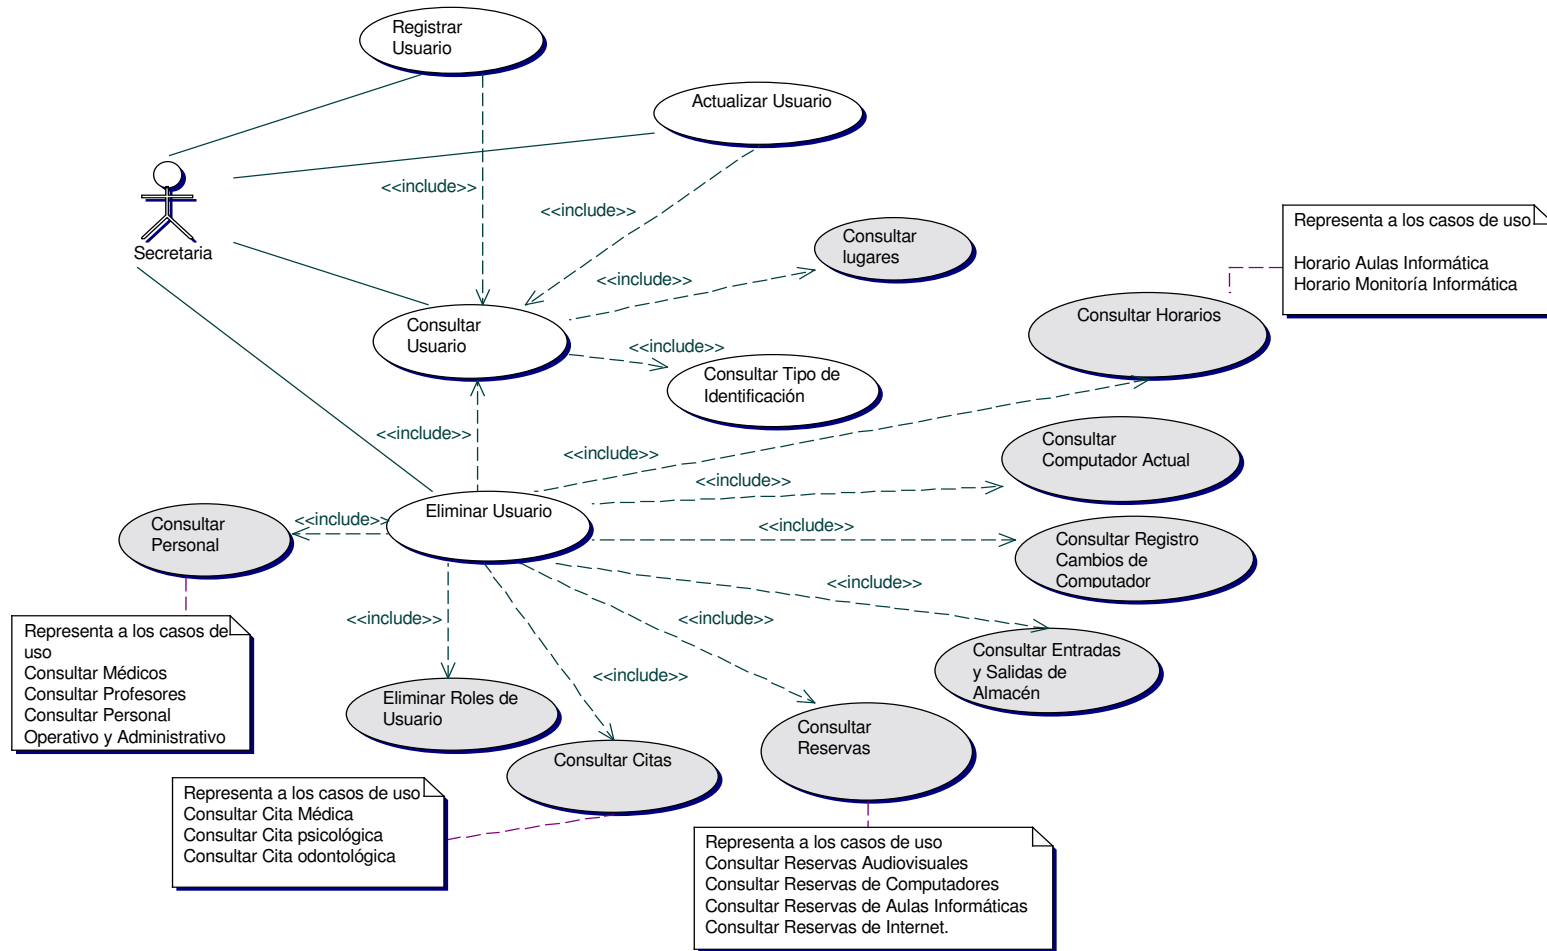 Registrar
Usuario
Actualizar Usuario
<<include>>
<<include>>
Secretaria
Consultar
lugares
<<include>>
Representa a los casos de uso
Horario Aulas Informática
Horario Monitoría Informática
Consultar Horarios
Consultar
Usuario
<<include>>
Consultar Tipo de
Identificación
<<include>>
<<include>>
Consultar
Computador Actual
<<include>>
Eliminar Usuario
<<include>>
Consultar
Personal
Consultar Registro
Cambios de
Computador
<<include>>
<<include>>
<<include>>
<<include>>
Representa a los casos de
uso
Consultar Médicos
Consultar Profesores
Consultar Personal
Operativo y Administrativo
Consultar Entradas
y Salidas de
Almacén
Eliminar Roles de
Usuario
Consultar Citas
Consultar
Reservas
Representa a los casos de uso
Consultar Cita Médica
Consultar Cita psicológica
Consultar Cita odontológica
Representa a los casos de uso
Consultar Reservas Audiovisuales
Consultar Reservas de Computadores
Consultar Reservas de Aulas Informáticas
Consultar Reservas de Internet.